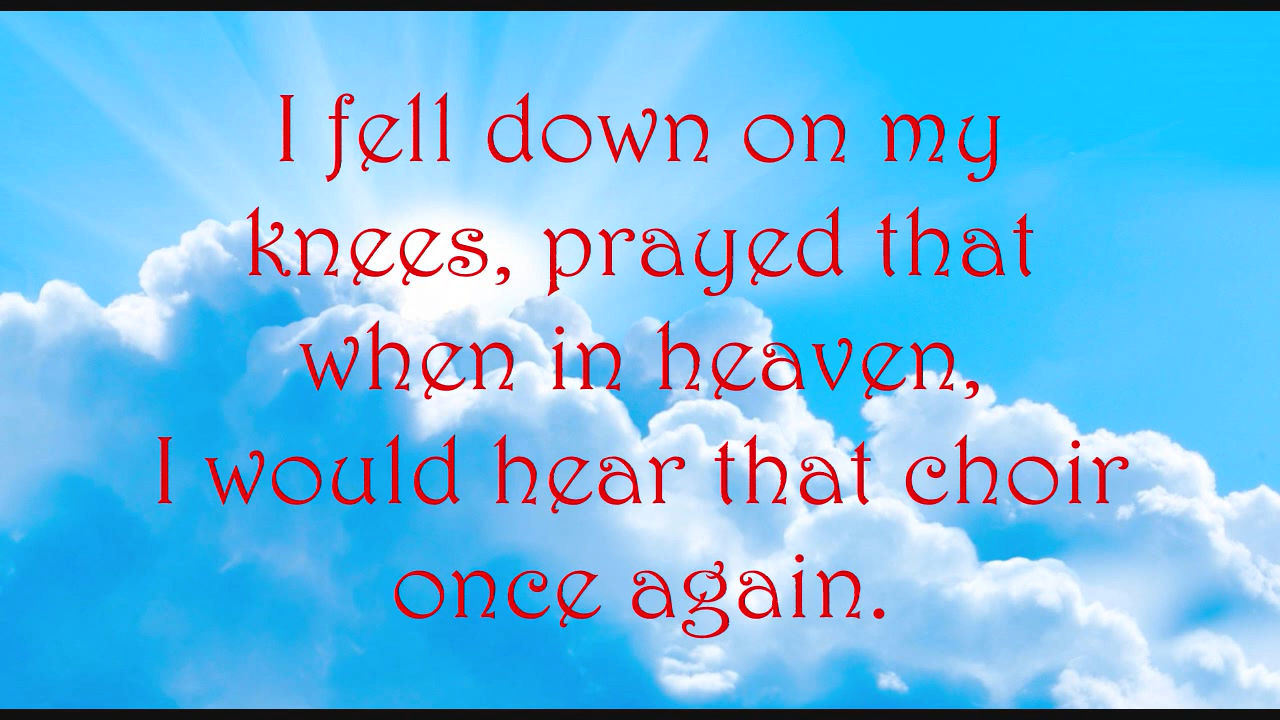 I fell down on my
knees, prayed that
when in heaven,
I would hear that choir
once again.